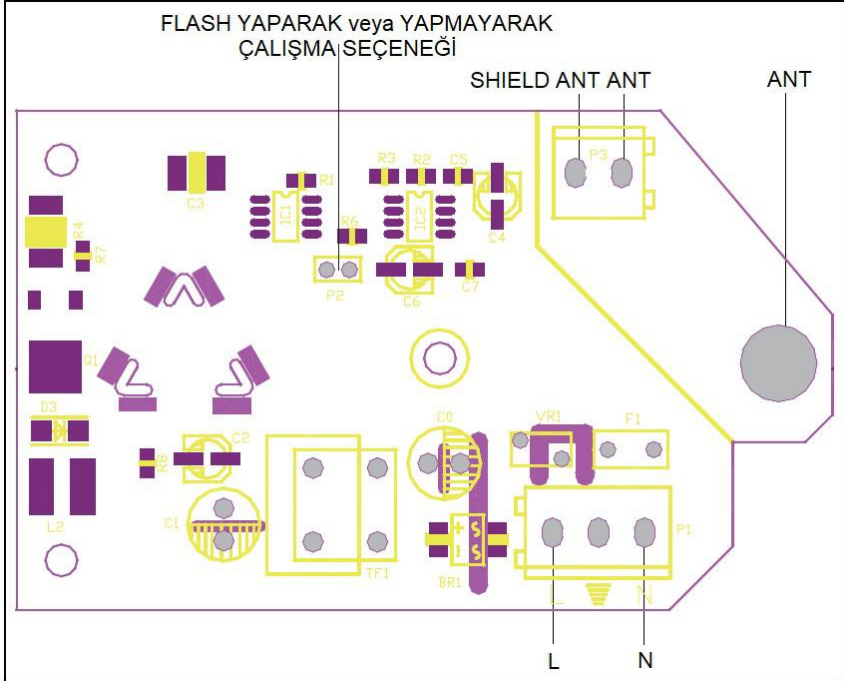 FLASH YAPARAK veya YAPMAYARAK
ÇALIŞMA SEÇENEĞİ
SHIELD ANT ANT
ANT
P3
R3
R2
C5
R1
C3
IC1
IC2
R6
C4
R4
R7
P2
C6
C7
Q1
D3
C0
VR1
F1
C2
R8
L2
C1
TF1
BR1
+ S
- S
P1
L
N
L
N